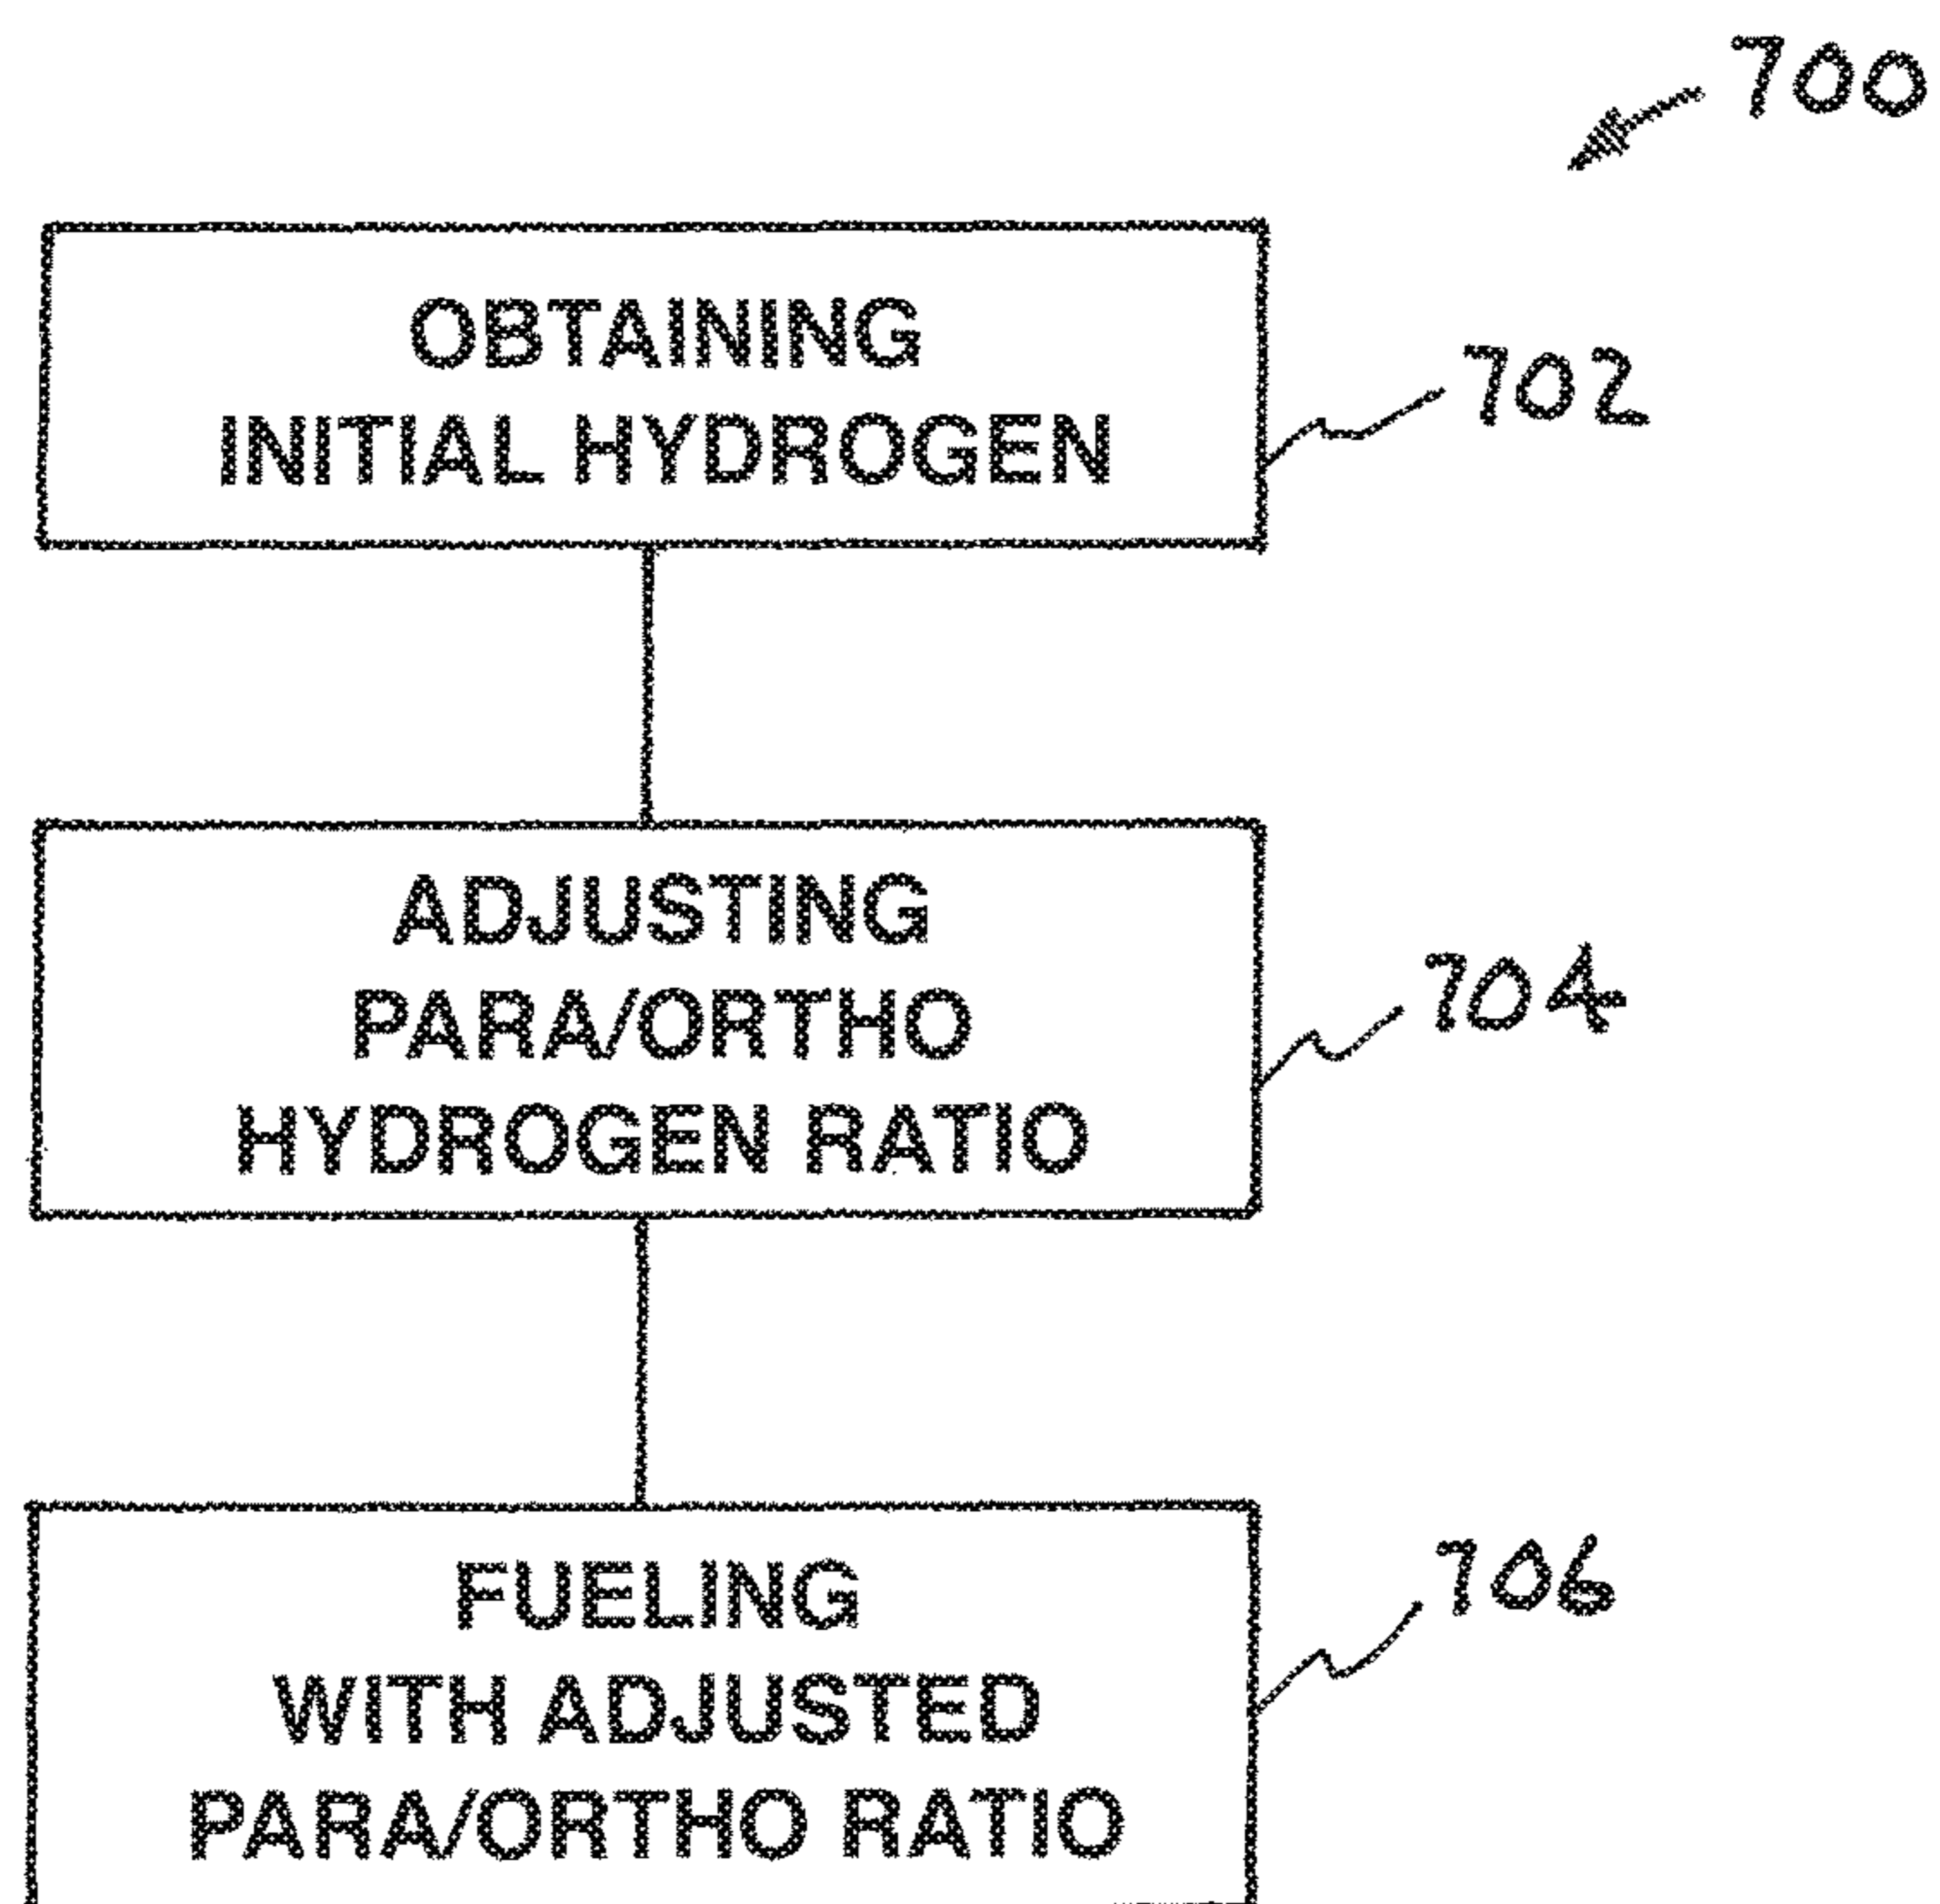 700
OBTAINING
INITIAL HYDROGEN
702
ADJUSTING
PARA/ORTHO
HYDROGEN RATIO
704
FUELING
WITH ADJUSTED
PARA/ORTHO RATIO
706